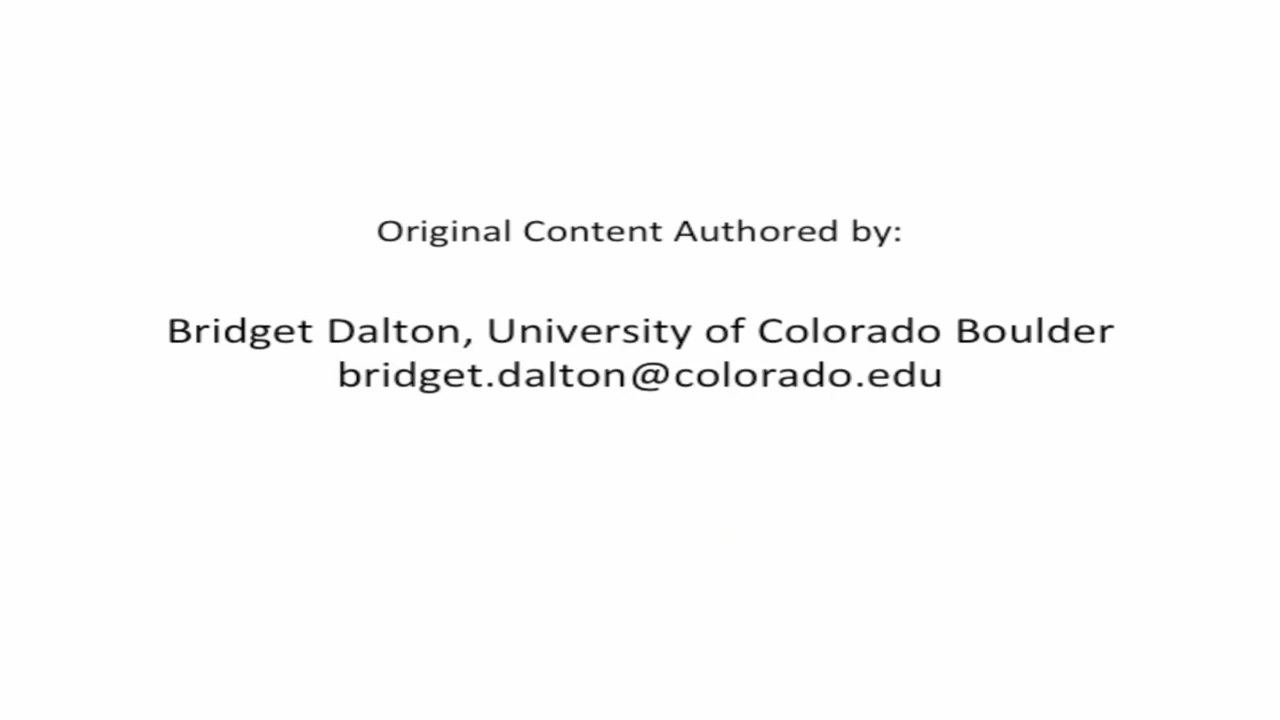 Original Content Authored by:
Bridget Dalton, University of Colorado Boulder
bridget.dalton@colorado.edu